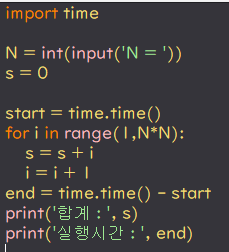 import time
N = int(input('N = '))
s = 0
start = time.time()
for i in range(1,N*N):
    s = s + i
    i = i + 1
end = time.time() - start
print('합계 :', s)
print('실행시간 :', end)